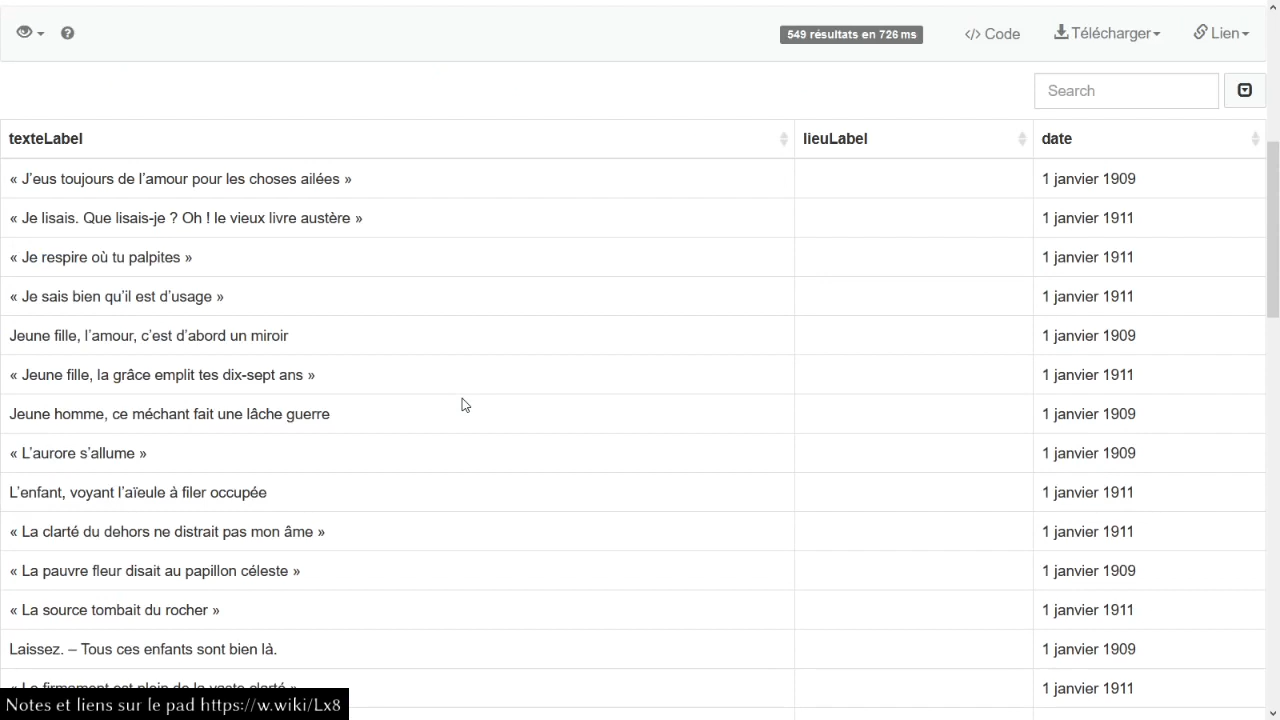 549 résultats en 726 ms </> Code Télécharger Lien
Search
texteLabel lieuLabel date
« J’eus toujours de l’amour pour les choses ailées » 1 janvier 1909
« Je lisais. Que lisais-je ? Oh ! le vieux livre austère » 1 janvier 1911
« Je respire où tu palpites » 1 janvier 1911
« Je sais bien qu’il est d’usage » 1 janvier 1911
Jeune fille, l’amour, c’est d’abord un miroir 1 janvier 1909
« Jeune fille, la grâce emplit tes dix-sept ans » 1 janvier 1911
Jeune homme, ce méchant fait une lâche guerre 1 janvier 1909
« L’aurore s’allume » 1 janvier 1909
L’enfant, voyant l’aïeule à filer occupée 1 janvier 1911
« La clarté du dehors ne distrait pas mon âme » 1 janvier 1911
« La pauvre fleur disait au papillon céleste » 1 janvier 1909
« La source tombait du rocher » 1 janvier 1911
Laissez. – Tous ces enfants sont bien là. 1 janvier 1909
firmament est plein de la vaste clarté » 1 janvier 1911
Notes et liens sur le pad https://w.wiki/Lx8